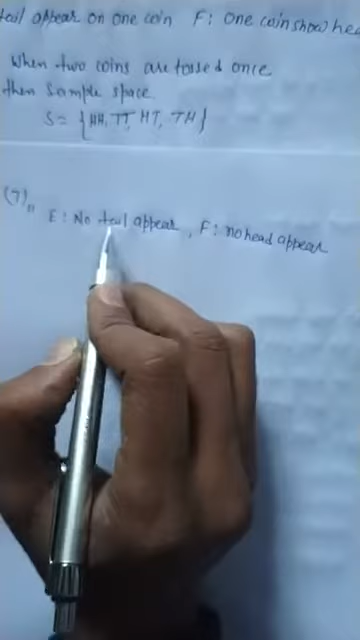 tail appear on one coin F: One coin show hea
When two coins are tossed once
then sample space
S = {HH, TT, HT, TH}
(7)ii E: No tail appear, F: no head appear